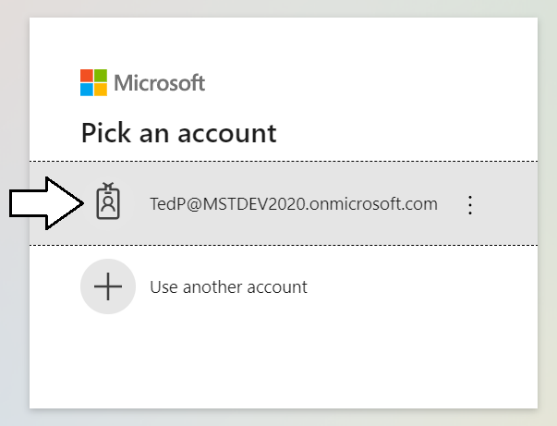 Microsoft
Pick an account
TedP@MSTDEV2020.onmicrosoft.com
Use another account